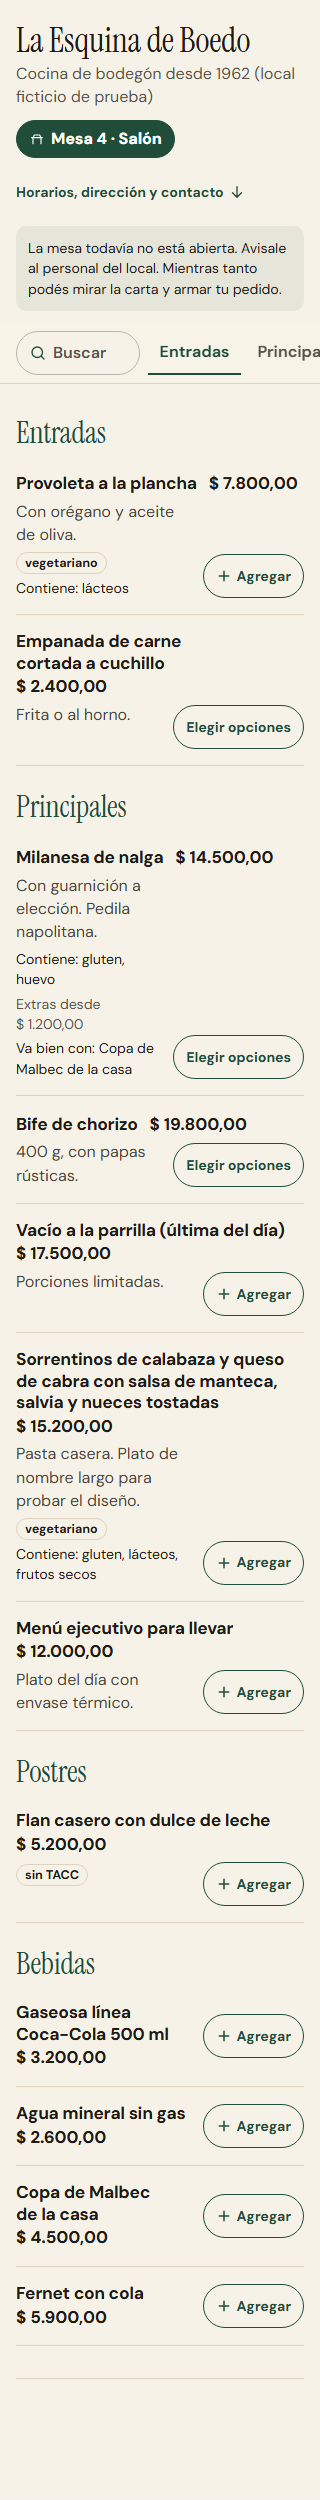 La Esquina de Boedo
Cocina de bodegón desde 1962 (local
ficticio de prueba)
Mesa 4 · Salón
Horarios, dirección y contacto ↓
La mesa todavía no está abierta. Avisale
al personal del local. Mientras tanto
podés mirar la carta y armar tu pedido.
Buscar Entradas Principa
Entradas
Provoleta a la plancha $ 7.800,00
Con orégano y aceite
de oliva.
vegetariano
Contiene: lácteos
+ Agregar
Empanada de carne
cortada a cuchillo
$ 2.400,00
Frita o al horno.
Elegir opciones
Principales
Milanesa de nalga $ 14.500,00
Con guarnición a
elección. Pedila
napolitana.
Contiene: gluten,
huevo
Extras desde
$ 1.200,00
Va bien con: Copa de
Malbec de la casa
Elegir opciones
Bife de chorizo $ 19.800,00
400 g, con papas
rústicas.
Elegir opciones
Vacío a la parrilla (última del día)
$ 17.500,00
Porciones limitadas.
+ Agregar
Sorrentinos de calabaza y queso
de cabra con salsa de manteca,
salvia y nueces tostadas
$ 15.200,00
Pasta casera. Plato de
nombre largo para
probar el diseño.
vegetariano
Contiene: gluten, lácteos,
frutos secos
+ Agregar
Menú ejecutivo para llevar
$ 12.000,00
Plato del día con
envase térmico.
+ Agregar
Postres
Flan casero con dulce de leche
$ 5.200,00
sin TACC
+ Agregar
Bebidas
Gaseosa línea
Coca-Cola 500 ml
$ 3.200,00
+ Agregar
Agua mineral sin gas
$ 2.600,00
+ Agregar
Copa de Malbec
de la casa
$ 4.500,00
+ Agregar
Fernet con cola
$ 5.900,00
+ Agregar